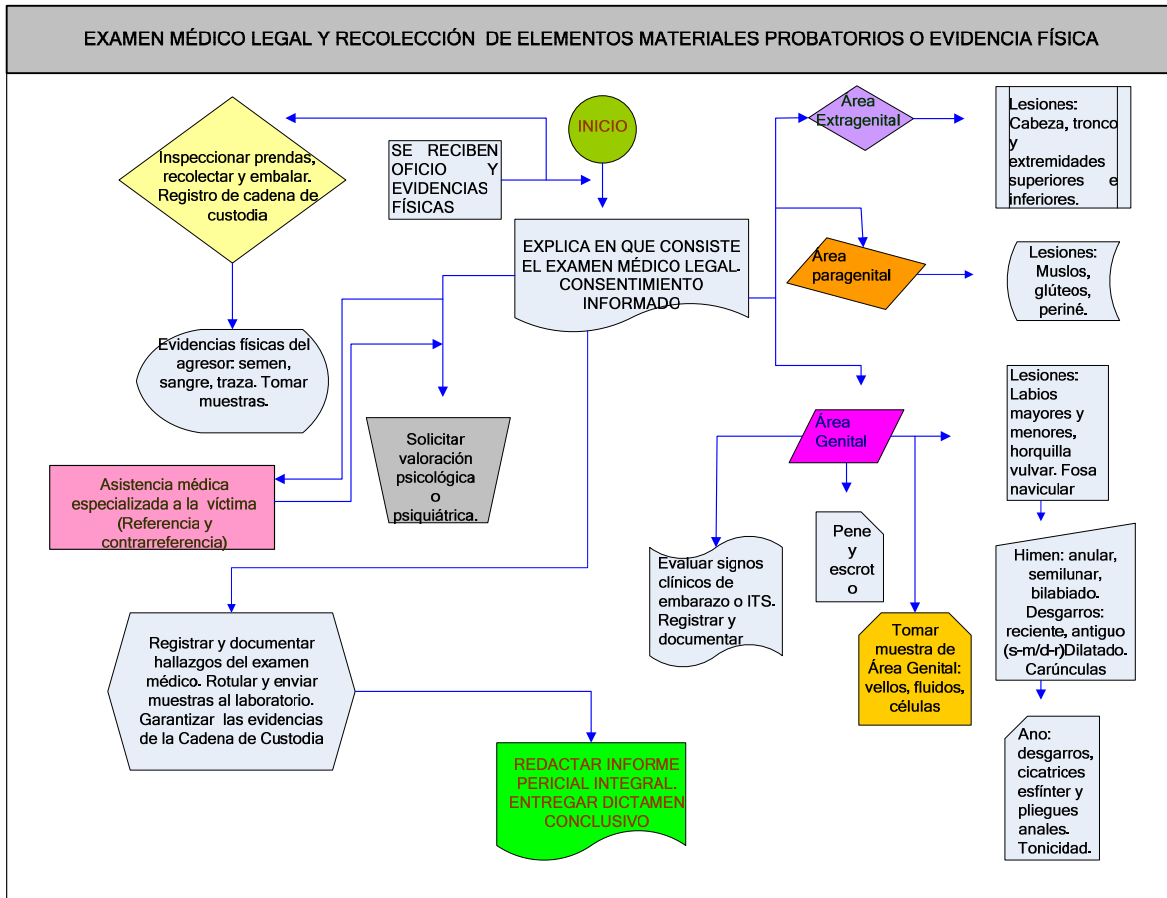 EXAMEN MÉDICO LEGAL Y RECOLECCIÓN DE ELEMENTOS MATERIALES PROBATORIOS O EVIDENCIA FÍSICA
INICIO
SE RECIBEN
OFICIO Y
EVIDENCIAS
FÍSICAS
Inspeccionar prendas,
recolectar y embalar.
Registro de cadena de
custodia
Evidencias físicas del
agresor: semen,
sangre, traza. Tomar
muestras.
EXPLICA EN QUE CONSISTE
EL EXAMEN MÉDICO LEGAL.
CONSENTIMIENTO
INFORMADO
Área
Extragenital
Lesiones:
Cabeza, tronco
y
extremidades
superiores e
inferiores.
Área
paragenital
Lesiones:
Muslos,
glúteos,
periné.
Asistencia médica
especializada a la víctima
(Referencia y
contrarreferencia)
Solicitar
valoración
psicológica
o
psiquiátrica.
Área
Genital
Lesiones:
Labios
mayores y
menores,
horquilla
vulvar. Fosa
navicular
Evaluar signos
clínicos de
embarazo o ITS.
Registrar y
documentar
Pene
y
escrot
o
Tomar
muestra de
Área Genital:
vellos, fluidos,
células
Himen: anular,
semilunar,
bilabiado.
Desgarros:
reciente, antiguo
(s-m/d-r)Dilatado.
Carúnculas
Ano:
desgarros,
cicatrices
esfínter y
pliegues
anales.
Tonicidad.
Registrar y documentar
hallazgos del examen
médico. Rotular y enviar
muestras al laboratorio.
Garantizar las evidencias
de la Cadena de Custodia
REDACTAR INFORME
PERICIAL INTEGRAL.
ENTREGAR DICTAMEN
CONCLUSIVO